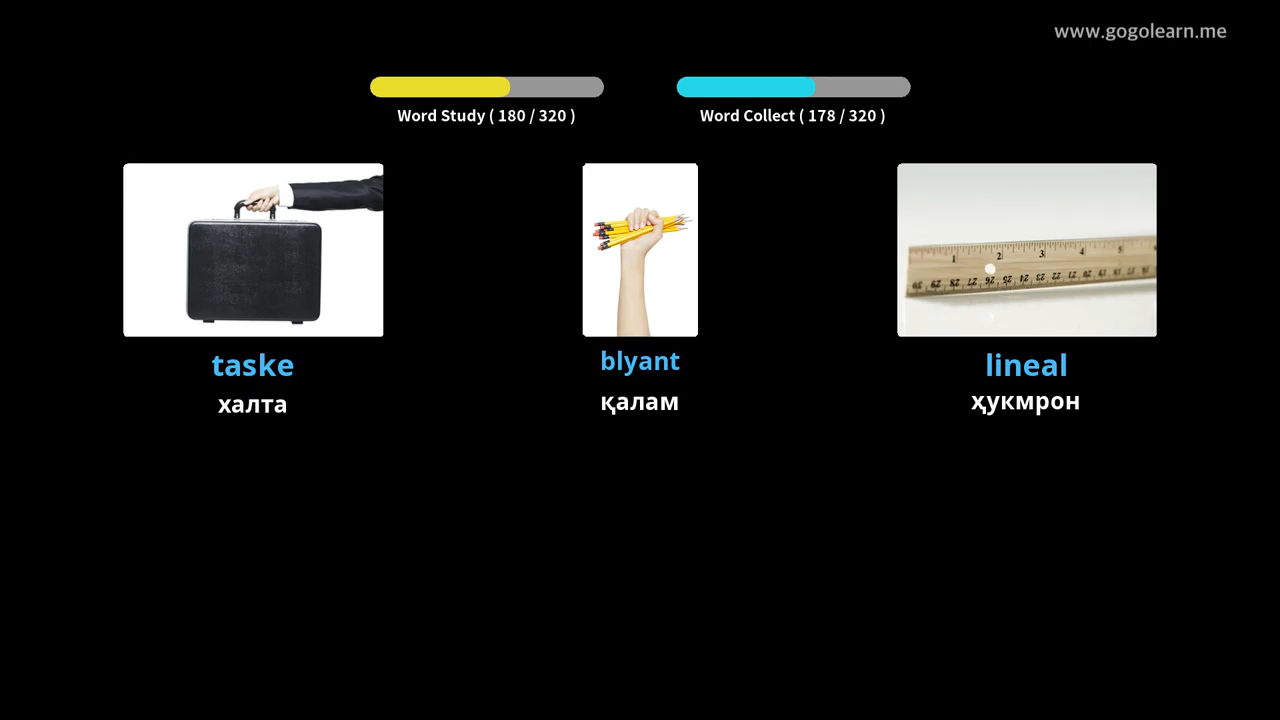 www.gogolearn.me
Word Study ( 180 / 320 )
Word Collect ( 178 / 320 )
taske
blyant
lineal
халта
қалам
ҳукмрон